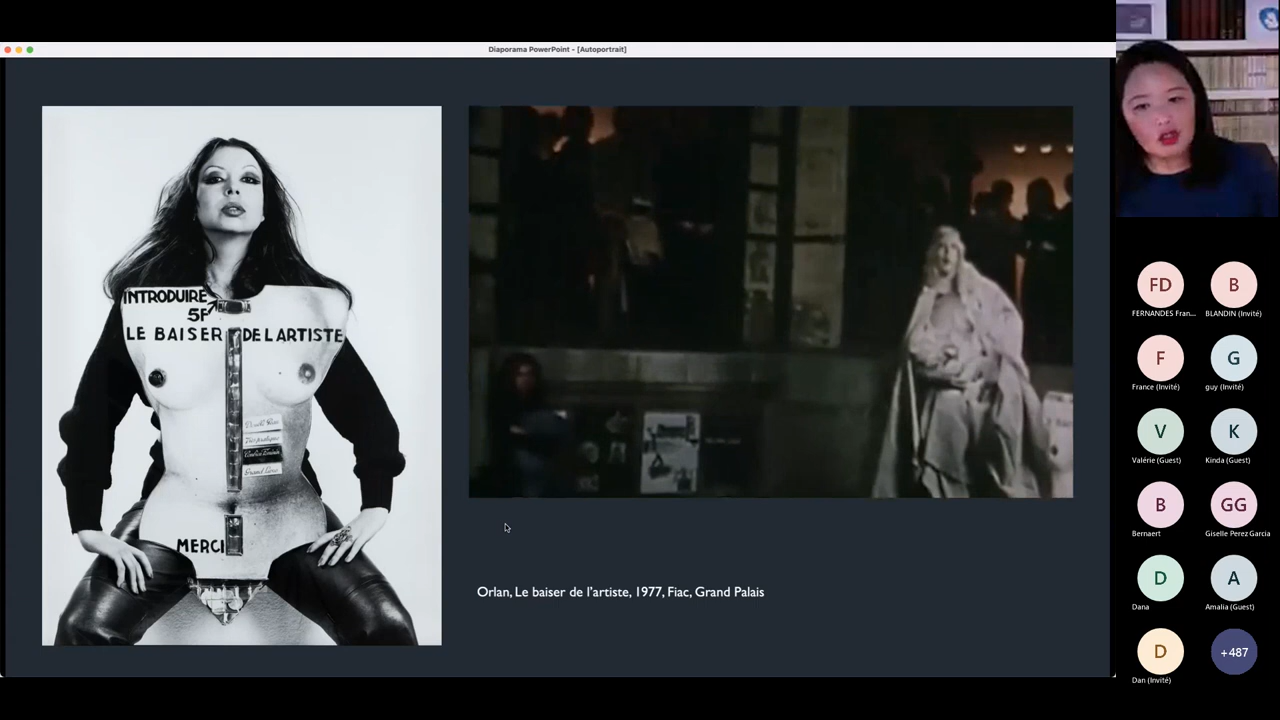 Diaporama PowerPoint - [Autoportrait]
INTRODUIRE
5F
LE BAISER DE LARTISTE
MERCI
Orlan, Le baiser de l'artiste, 1977, Fiac, Grand Palais
FD
B
FERNANDES Fran...
BLANDIN (Invité)
F
G
France (Invité)
guy (Invité)
V
K
Valérie (Guest)
Kinda (Guest)
B
GG
Bernaert
Giselle Perez Garcia
D
A
Dana
Amalia (Guest)
D
+487
Dan (Invité)